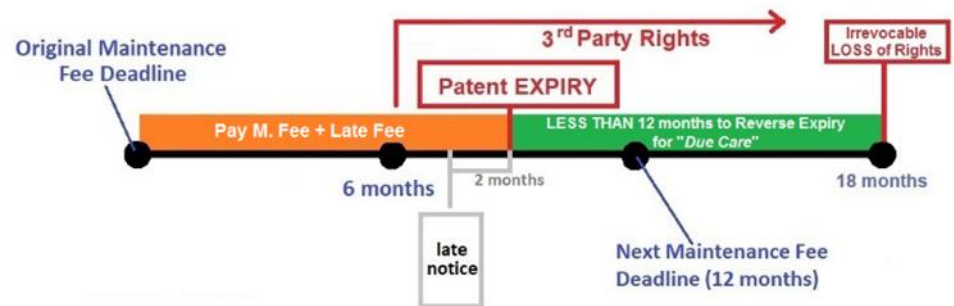 Original Maintenance
Fee Deadline
3rd Party Rights
Irrevocable
LOSS of Rights
Patent EXPIRY
Pay M. Fee + Late Fee
LESS THAN 12 months to Reverse Expiry
for "Due Care"
6 months
2 months
18 months
late
notice
Next Maintenance Fee
Deadline (12 months)